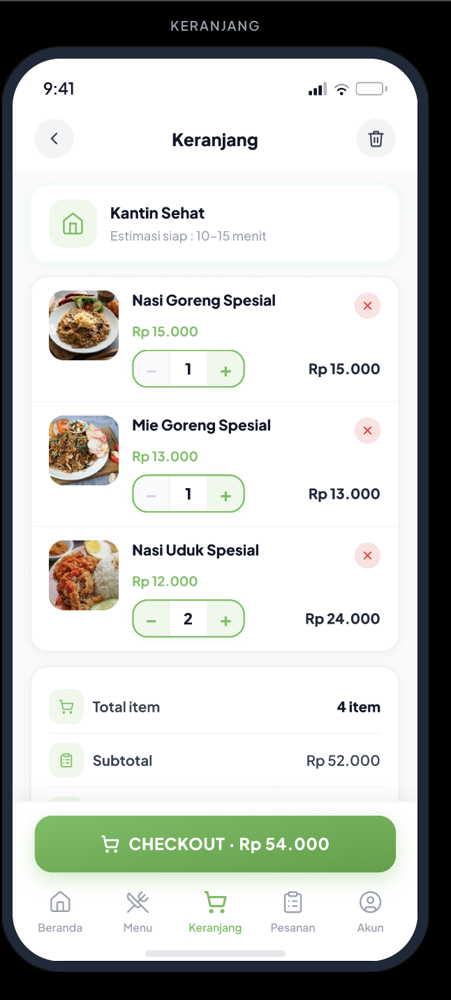 KERANJANG
9:41
Keranjang
Kantin Sehat
Estimasi siap : 10–15 menit
Nasi Goreng Spesial
Rp 15.000
− 1 +
Rp 15.000
Mie Goreng Spesial
Rp 13.000
− 1 +
Rp 13.000
Nasi Uduk Spesial
Rp 12.000
− 2 +
Rp 24.000
Total item
4 item
Subtotal
Rp 52.000
CHECKOUT · Rp 54.000
Beranda
Menu
Keranjang
Pesanan
Akun